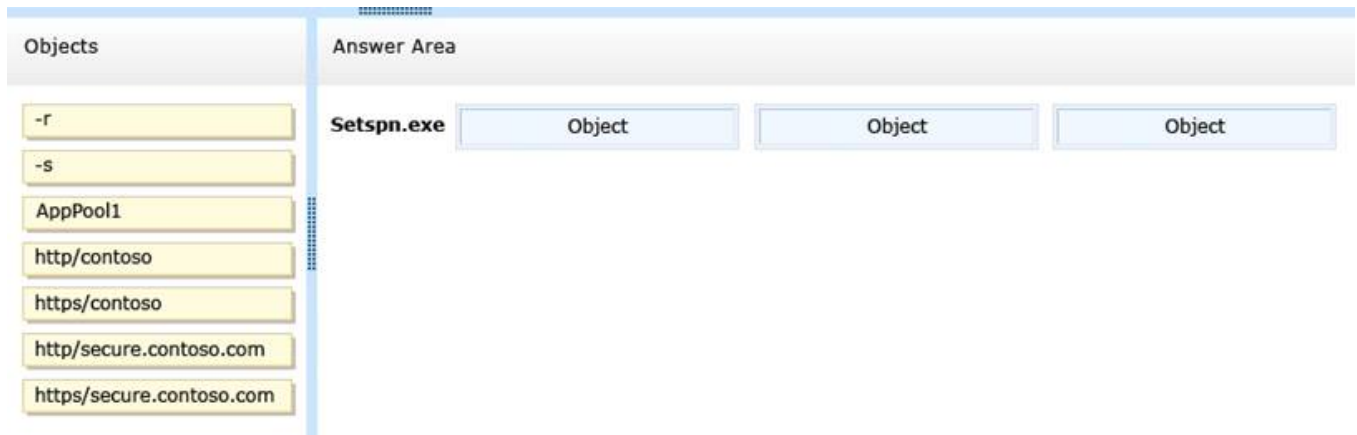 Objects
Answer Area
-r
-s
AppPool1
http/contoso
https/contoso
http/secure.contoso.com
https/secure.contoso.com
Setspn.exe Object Object Object